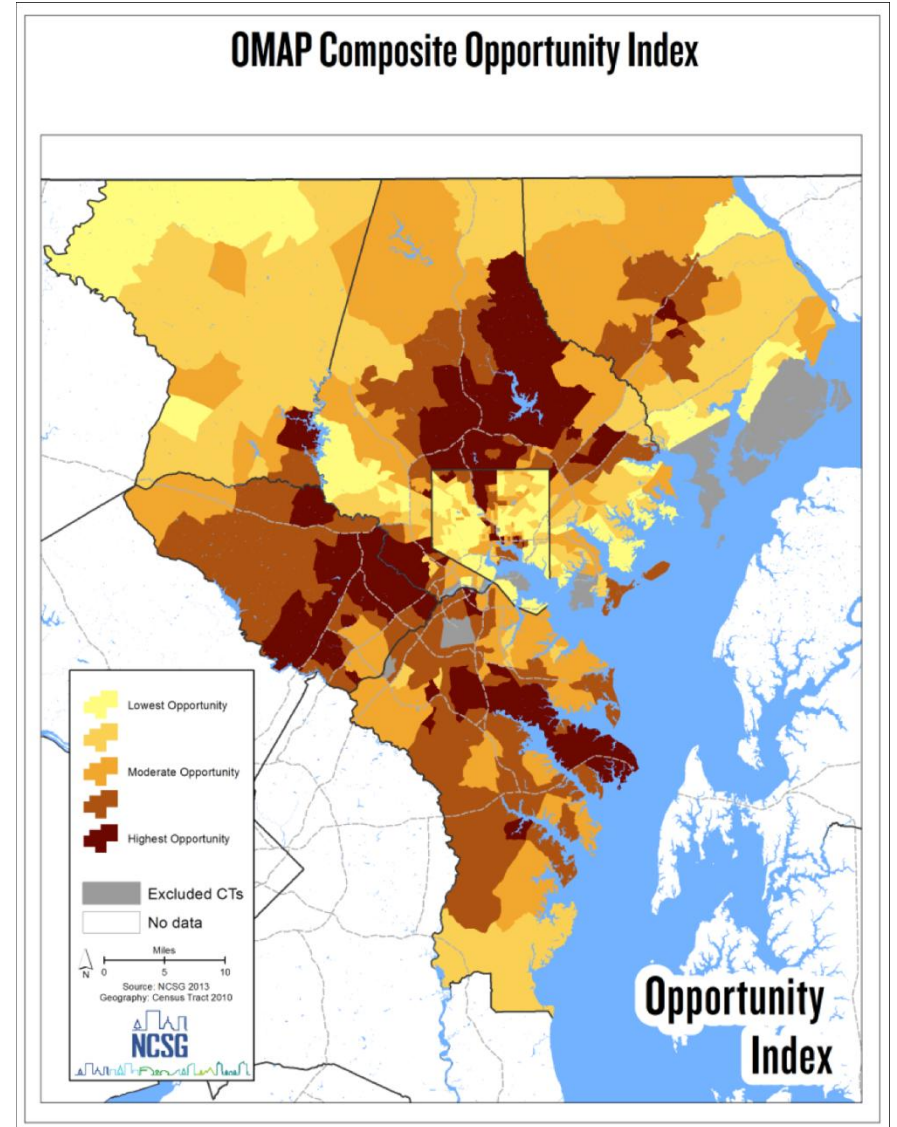 OMAP Composite Opportunity Index
Lowest Opportunity
Moderate Opportunity
Highest Opportunity
Excluded CTs
No data
Miles
N
0 5 10
Source: NCSG 2013
Geography: Census Tract 2010
NCSG
Opportunity
Index